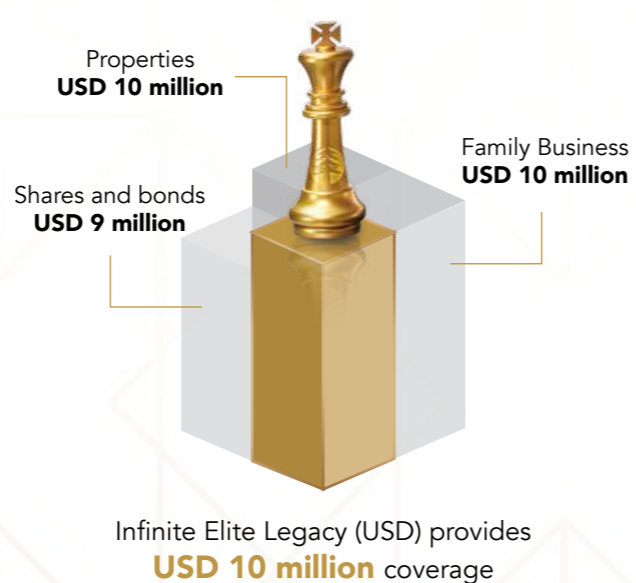 Properties
USD 10 million
Family Business
USD 10 million
Shares and bonds
USD 9 million
Infinite Elite Legacy (USD) provides
USD 10 million coverage